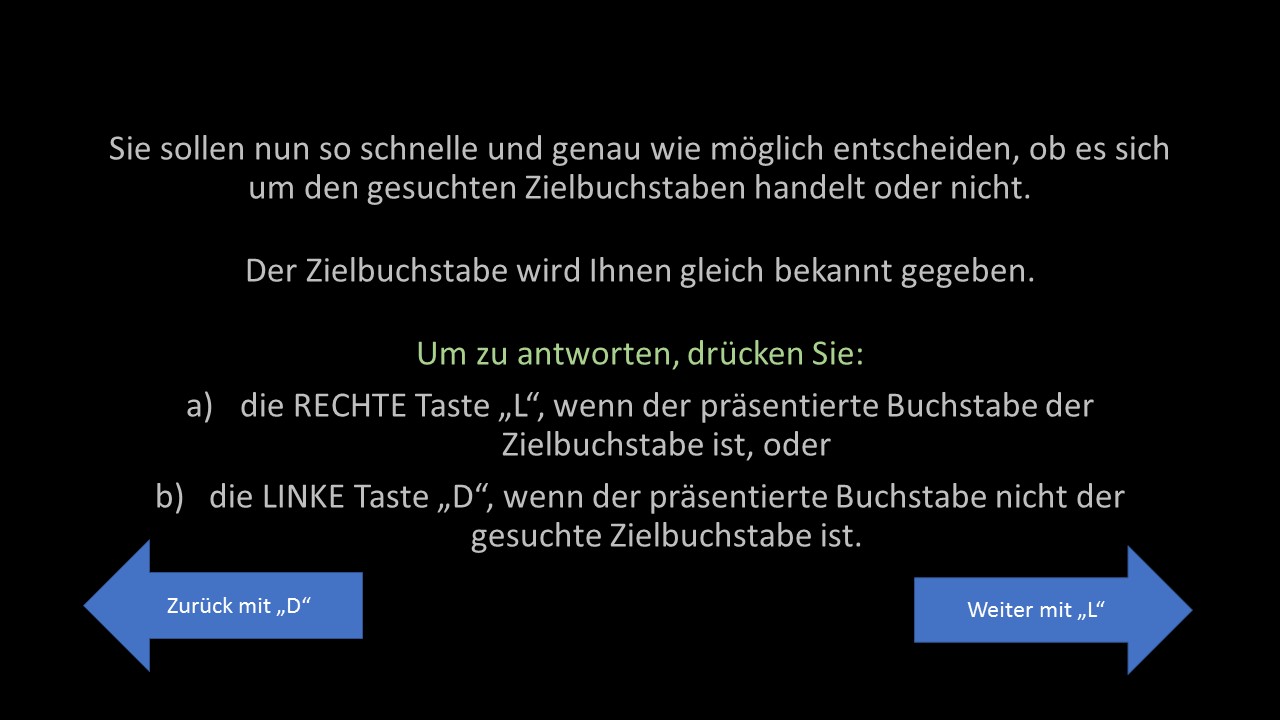 Sie sollen nun so schnelle und genau wie möglich entscheiden, ob es sich
um den gesuchten Zielbuchstaben handelt oder nicht.
Der Zielbuchstabe wird Ihnen gleich bekannt gegeben.
Um zu antworten, drücken Sie:
a) die RECHTE Taste „L“, wenn der präsentierte Buchstabe der
Zielbuchstabe ist, oder
b) die LINKE Taste „D“, wenn der präsentierte Buchstabe nicht der
gesuchte Zielbuchstabe ist.
Zurück mit „D“
Weiter mit „L“